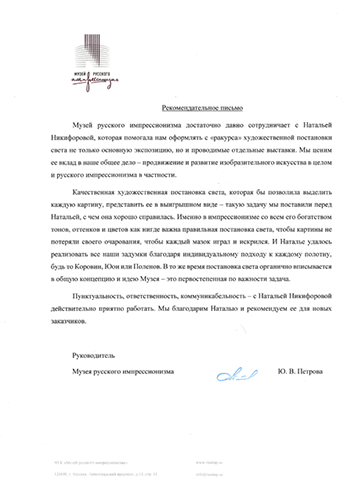 МУЗЕЙ РУССКОГО
импрессионизма
Рекомендательное письмо
Музей русского импрессионизма достаточно давно сотрудничает с Натальей
Никифоровой, которая помогала нам оформлять с «ракурса» художественной постановки
света не только основную экспозицию, но и проводимые отдельные выставки. Мы ценим
ее вклад в наше общее дело – продвижение и развитие изобразительного искусства в целом
и русского импрессионизма в частности.
Качественная художественная постановка света, которая бы позволила выделить
каждую картину, представить ее в выигрышном виде – такую задачу мы поставили перед
Натальей, с чем она хорошо справилась. Именно в импрессионизме со всем его богатством
тонов, оттенков и цветов как нигде важна правильная постановка света, чтобы картины не
потеряли своего очарования, чтобы каждый мазок играл и искрился. И Наталье удалось
реализовать все наши задумки благодаря индивидуальному подходу к каждому полотну,
будь то Коровин, Юон или Поленов. В то же время постановка света органично вписывается
в общую концепцию и идею Музея – это первостепенная по важности задача.
Пунктуальность, ответственность, коммуникабельность – с Натальей Никифоровой
действительно приятно работать. Мы благодарим Наталью и рекомендуем ее для новых
заказчиков.
Руководитель
Музея русского импрессионизма Ю. В. Петрова